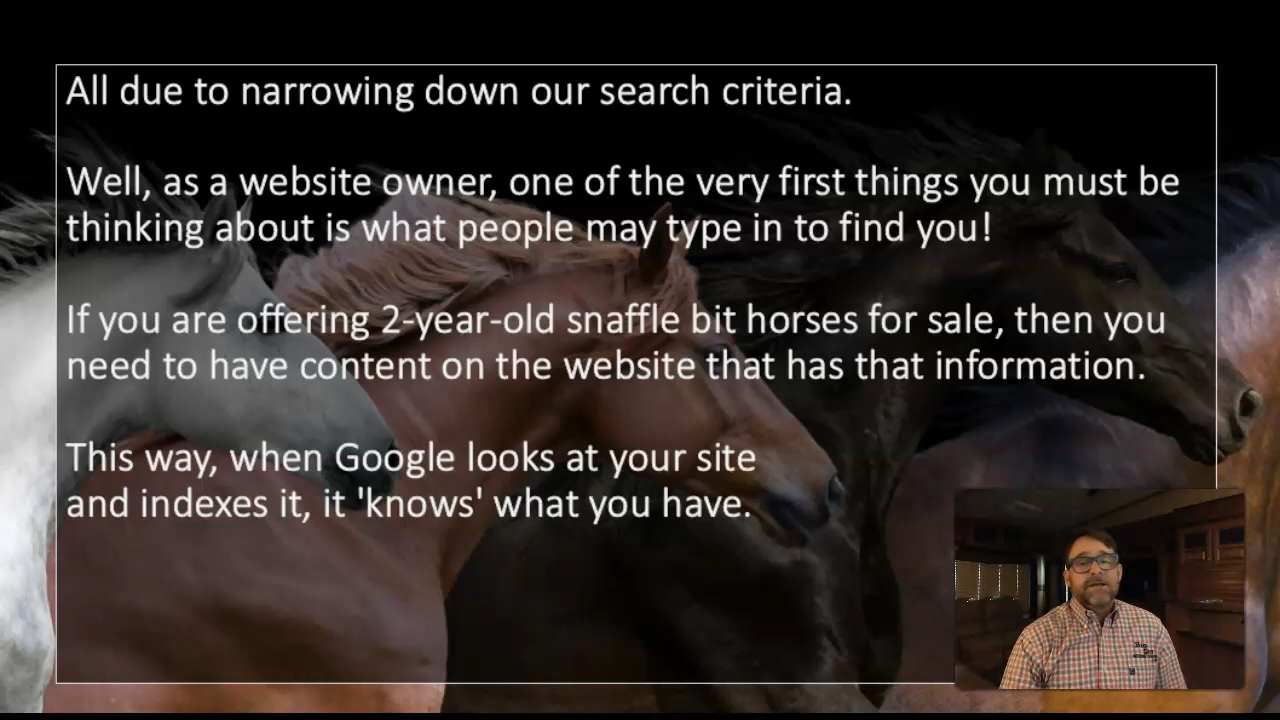 All due to narrowing down our search criteria.
Well, as a website owner, one of the very first things you must be
thinking about is what people may type in to find you!
If you are offering 2-year-old snaffle bit horses for sale, then you
need to have content on the website that has that information.
This way, when Google looks at your site
and indexes it, it 'knows' what you have.